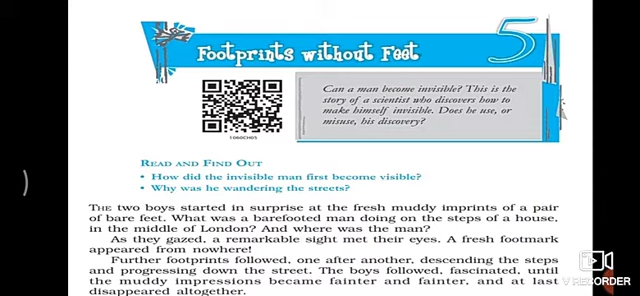 5
Footprints without Feet
Can a man become invisible? This is the
story of a scientist who discovers how to
make himself invisible. Does he use, or
misuse, his discovery?
1060CH05
READ AND FIND OUT
• How did the invisible man first become visible?
• Why was he wandering the streets?
THE two boys started in surprise at the fresh muddy imprints of a pair
of bare feet. What was a barefooted man doing on the steps of a house,
in the middle of London? And where was the man?
As they gazed, a remarkable sight met their eyes. A fresh footmark
appeared from nowhere!
Further footprints followed, one after another, descending the steps
and progressing down the street. The boys followed, fascinated, until
the muddy impressions became fainter and fainter, and at last
disappeared altogether.
V RECORDER